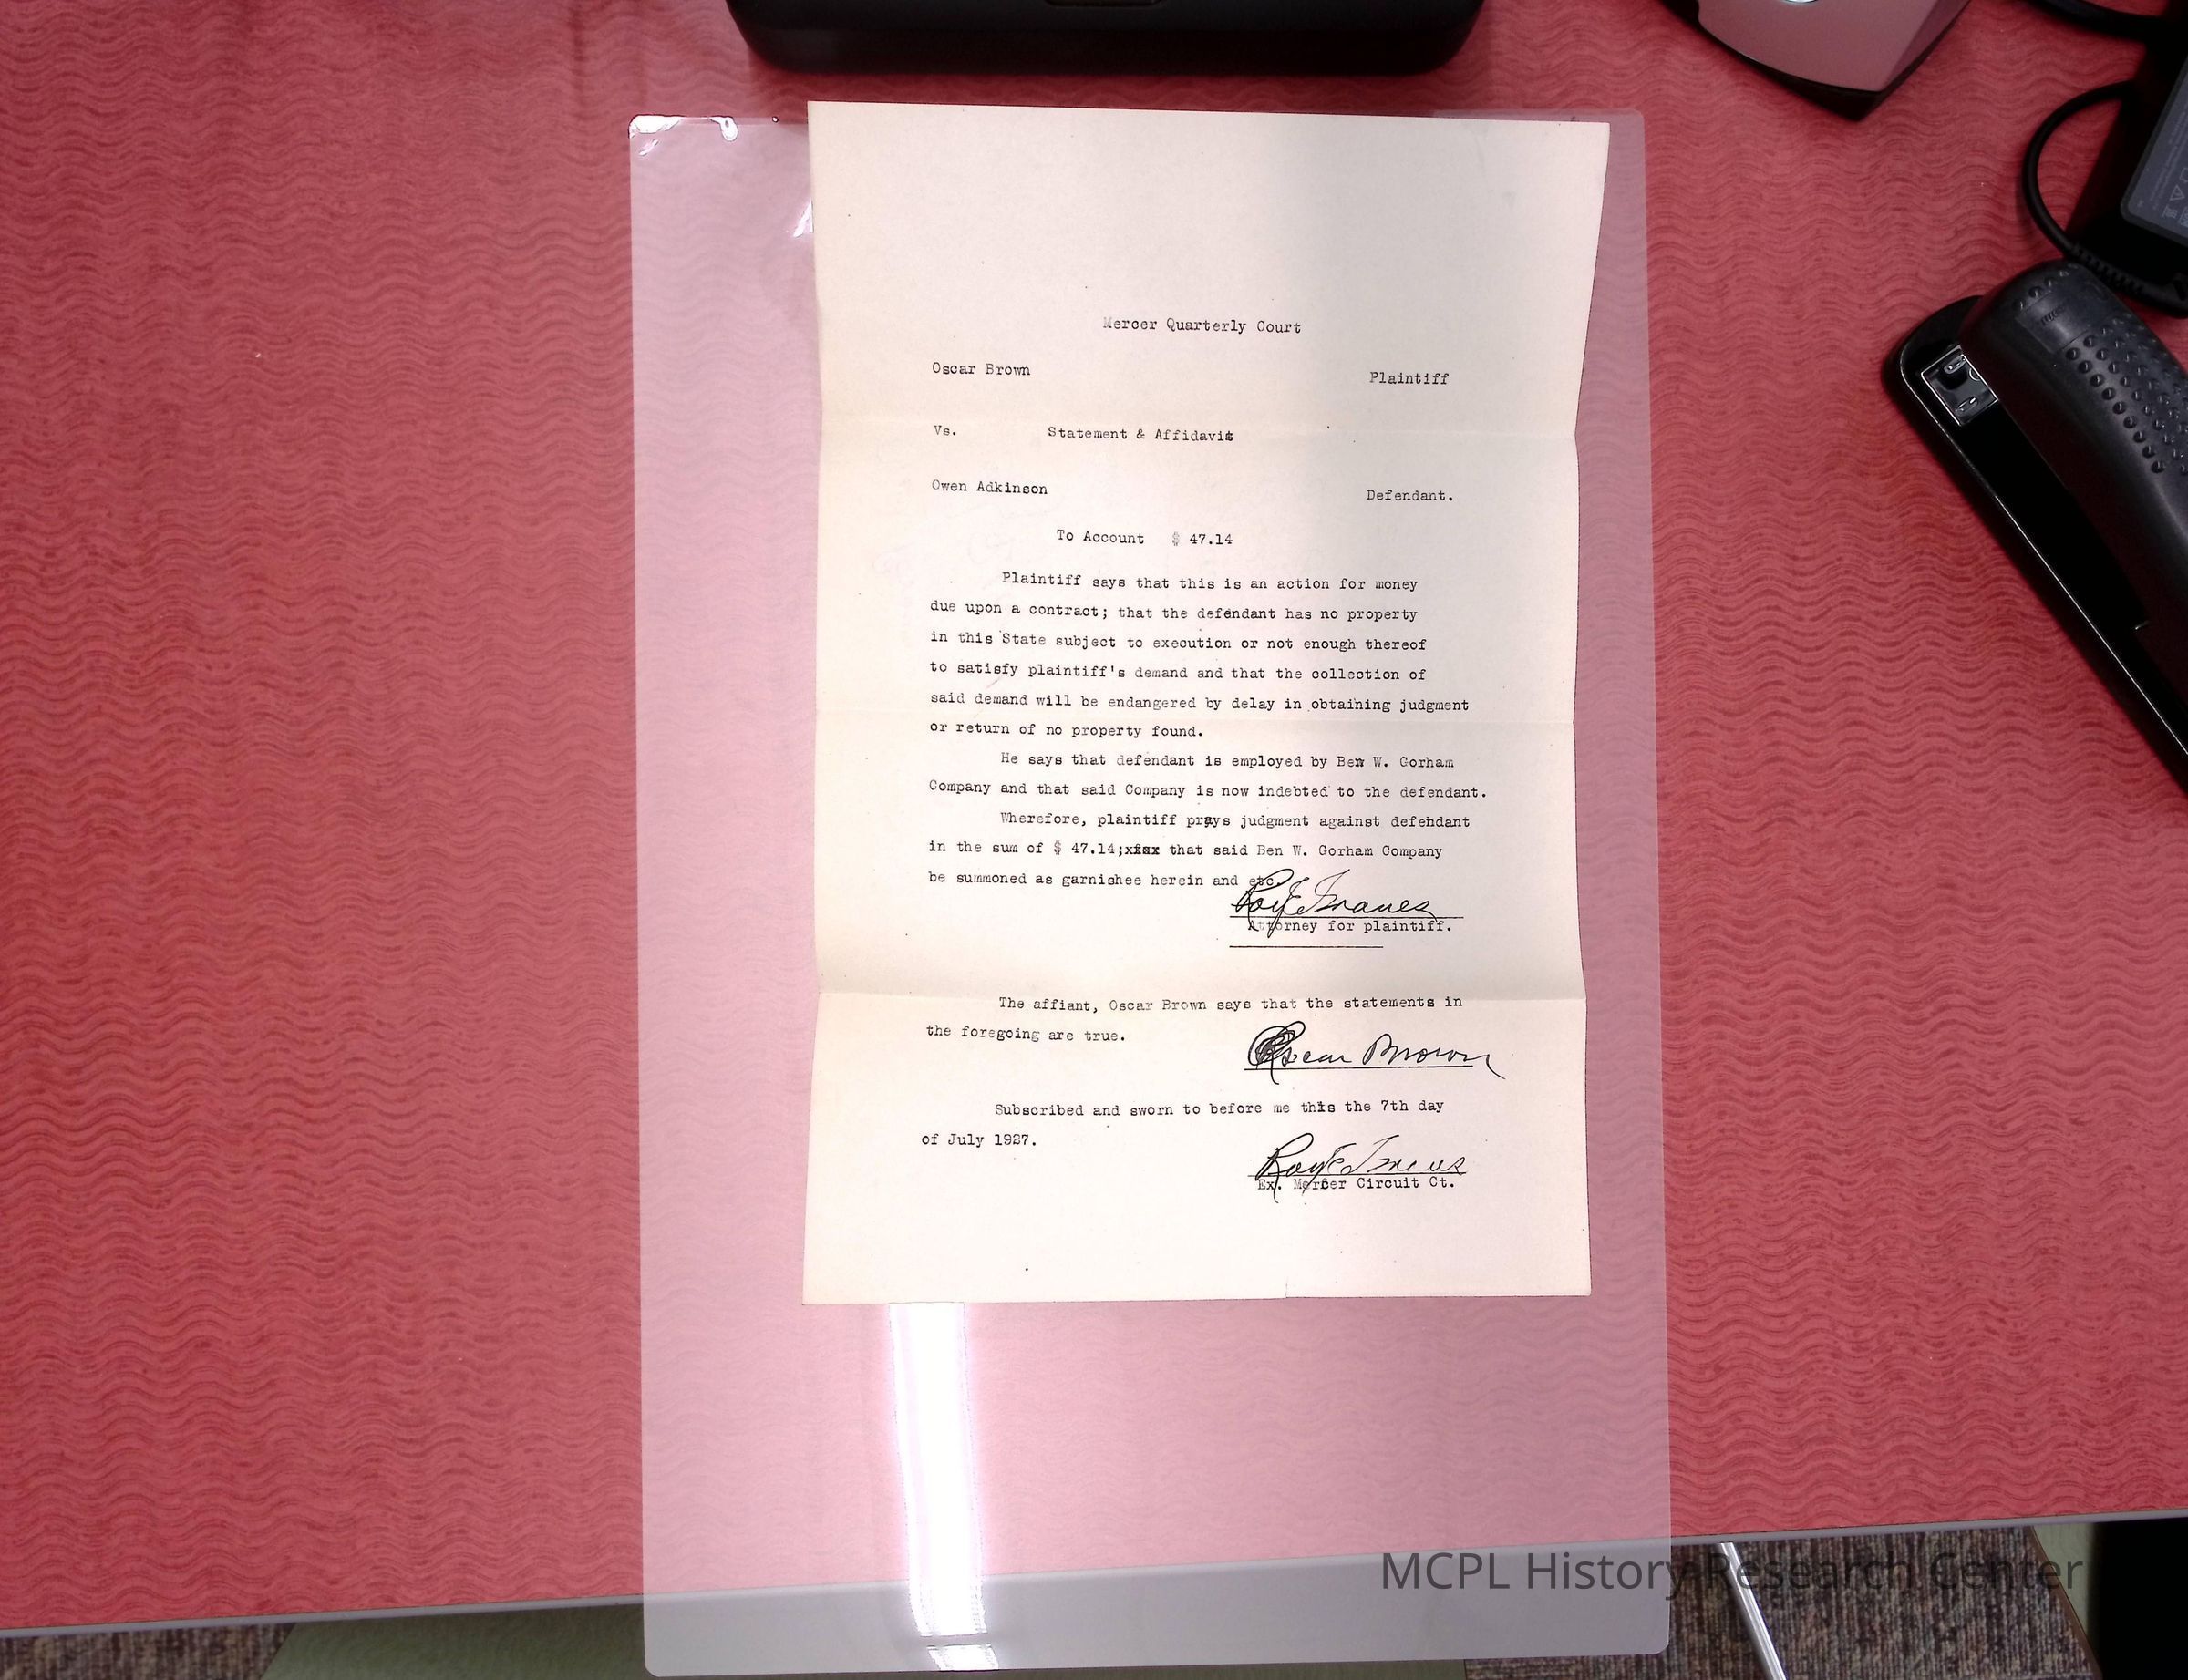 Mercer Quarterly Court
Oscar Brown Plaintiff
Vs. Statement & Affidavit
Owen Adkinson Defendant.
To Account $ 47.14
Plaintiff says that this is an action for money
due upon a contract; that the defendant has no property
in this State subject to execution or not enough thereof
to satisfy plaintiff's demand and that the collection of
said demand will be endangered by delay in obtaining judgment
or return of no property found.
He says that defendant is employed by Ben W. Gorham
Company and that said Company is now indebted to the defendant.
Wherefore, plaintiff prays judgment against defendant
in the sum of $ 47.14; that said Ben W. Gorham Company
be summoned as garnishee herein and etc.
Attorney for plaintiff.
The affiant, Oscar Brown says that the statements in
the foregoing are true.
Oscar Brown
Subscribed and sworn to before me this the 7th day
of July 1927.
Ex. Mercer Circuit Ct.
MCPL History Research Center